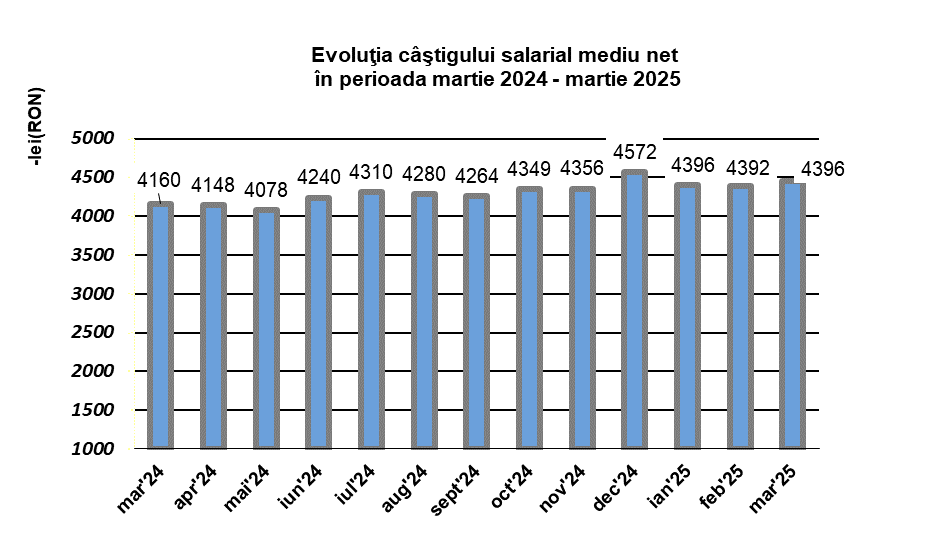 Evoluţia câştigului salarial mediu net
în perioada martie 2024 - martie 2025
-lei(RON)
5000
4500
4000
3500
3000
2500
2000
1500
1000
4160
4148
4078
4240
4310
4280
4264
4349
4356
4572
4396
4392
4396
mar'24
apr'24
mai'24
iun'24
iul'24
aug'24
sept'24
oct'24
nov'24
dec'24
ian'25
feb'25
mar'25